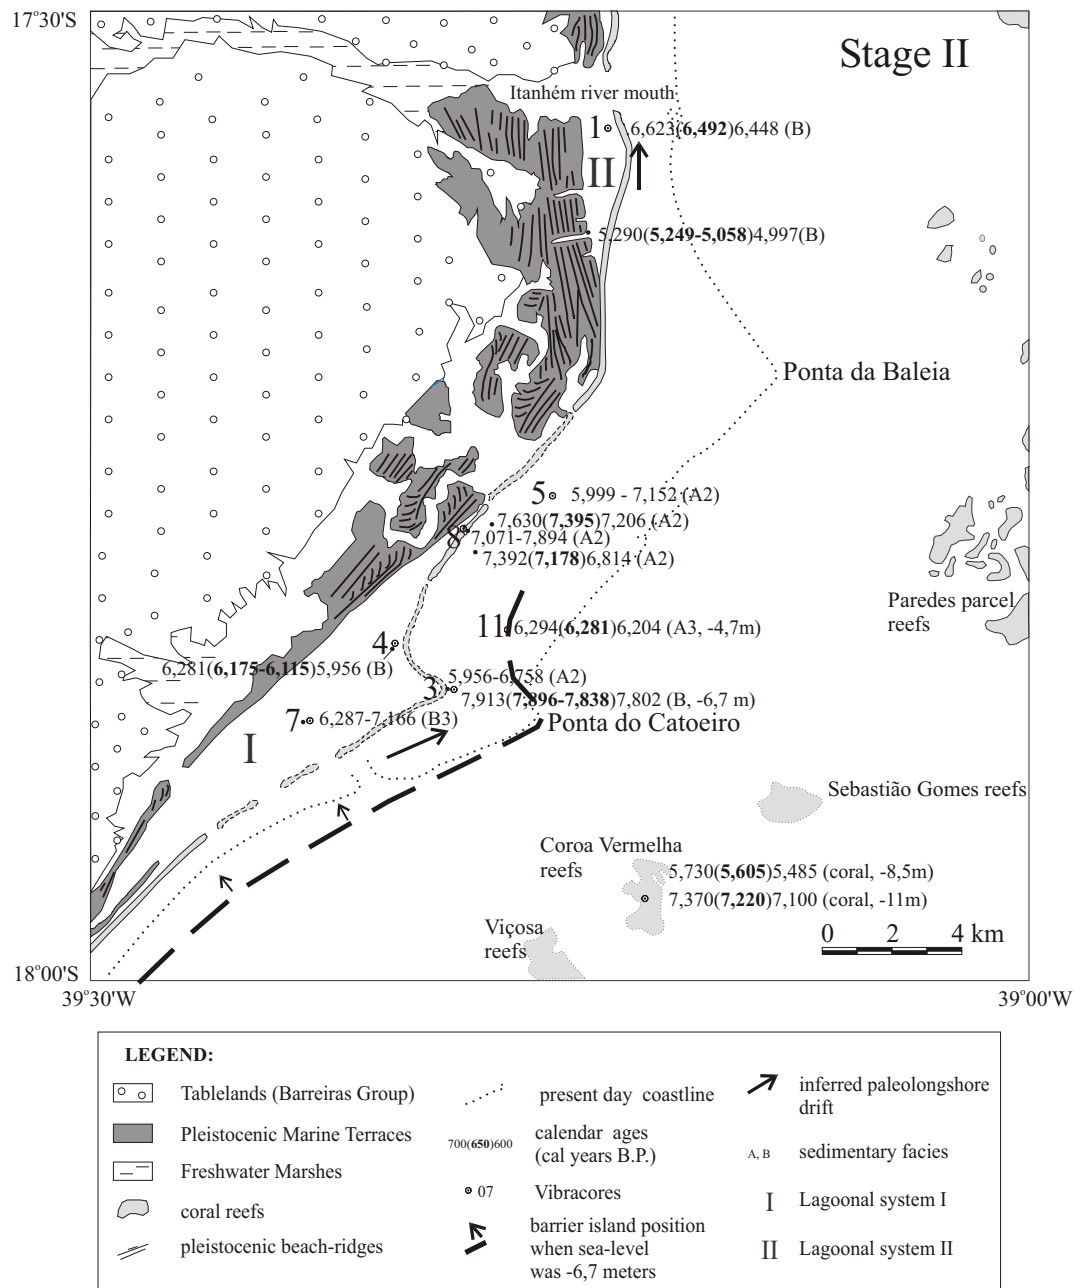 17°30'S
Stage II
Itanhém river mouth
1 6,623(6,492)6,448 (B)
II
5,290(5,249-5,058)4,997(B)
Ponta da Baleia
5 5,999 - 7,152 (A2)
7,630(7,395)7,206 (A2)
8 7,071-7,894 (A2)
7,392(7,178)6,814 (A2)
Paredes parcel
reefs
11 6,294(6,281)6,204 (A3, -4,7m)
4
6,281(6,175-6,115)5,956 (B)
5,956-6,758 (A2)
3 7,913(7,896-7,838)7,802 (B, -6,7 m)
7 6,287-7,166 (B3)
Ponta do Catoeiro
I
Sebastião Gomes reefs
Coroa Vermelha
reefs
5,730(5,605)5,485 (coral, -8,5m)
7,370(7,220)7,100 (coral, -11m)
Viçosa
reefs
0 2 4 km
18°00'S
39°30'W
39°00'W
LEGEND:
Tablelands (Barreiras Group)
Pleistocenic Marine Terraces
Freshwater Marshes
coral reefs
pleistocenic beach-ridges
present day coastline
700(650)600
calendar ages
(cal years B.P.)
07 Vibracores
barrier island position
when sea-level
was -6,7 meters
inferred paleolongshore
drift
A, B sedimentary facies
I Lagoonal system I
II Lagoonal system II